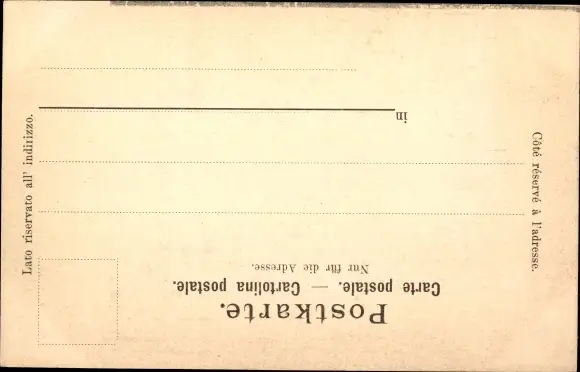 Postkarte.
Carte postale. — Cartolina postale.
Nur für die Adresse.
Côté réservé à l'adresse.
Lato riservato all' indirizzo.
in